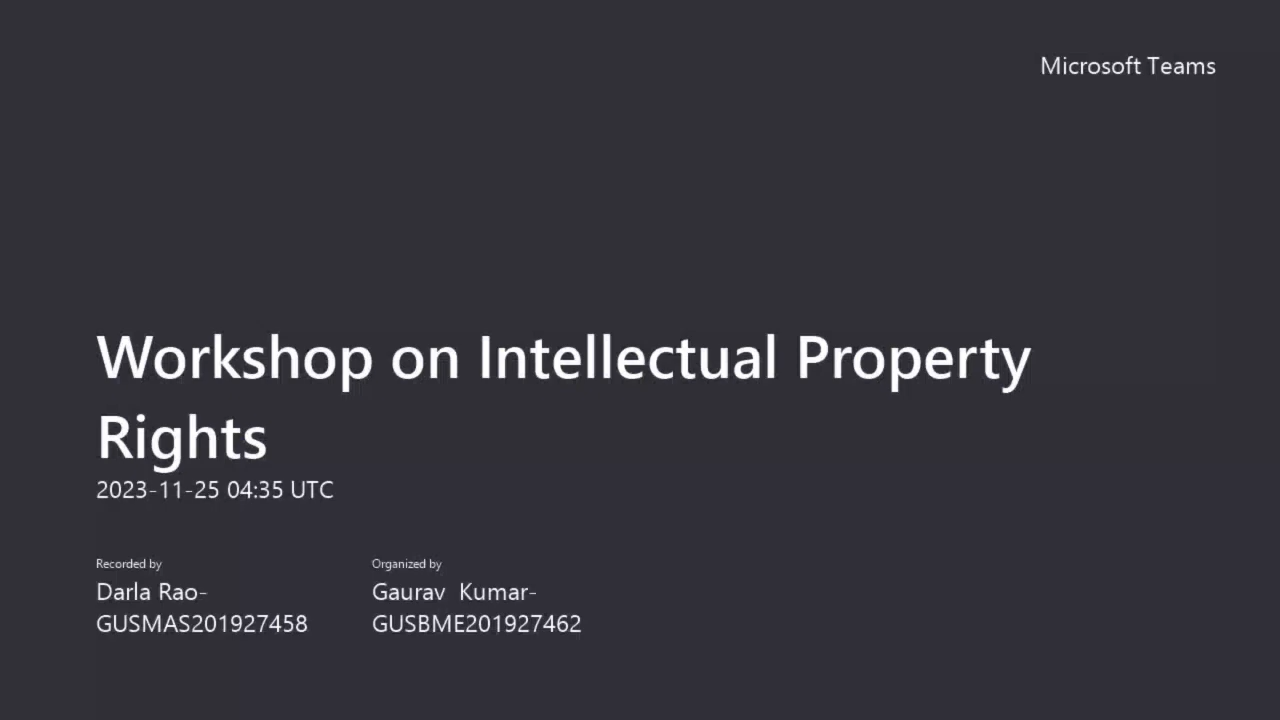 Microsoft Teams
Workshop on Intellectual Property
Rights
2023-11-25 04:35 UTC
Recorded by
Darla Rao-
GUSMAS201927458
Organized by
Gaurav  Kumar-
GUSBME201927462